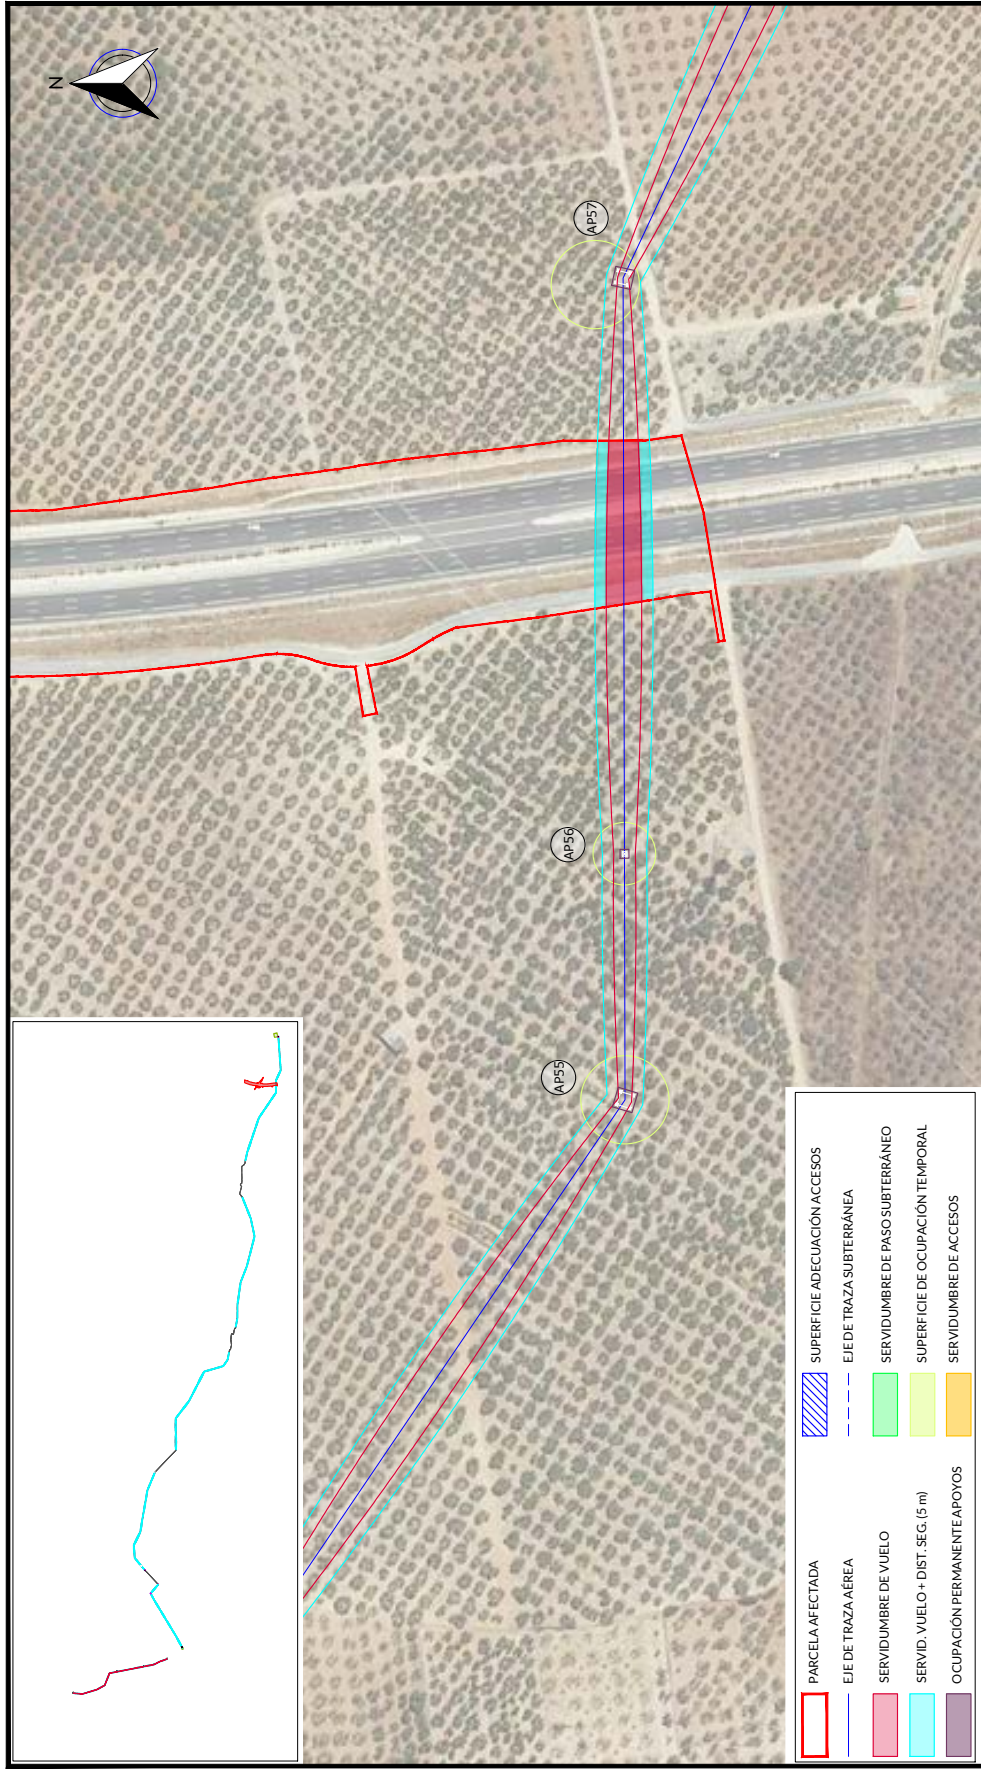 N
AP57
AP56
AP55
PARCELA AFECTADA
EJE DE TRAZA AÉREA
SERVIDUMBRE DE VUELO
SERVID. VUELO + DIST. SEG. (5 m)
OCUPACIÓN PERMANENTE APOYOS
SUPERFICIE ADECUACIÓN ACCESOS
EJE DE TRAZA SUBTERRÁNEA
SERVIDUMBRE DE PASO SUBTERRÁNEO
SUPERFICIE DE OCUPACIÓN TEMPORAL
SERVIDUMBRE DE ACCESOS